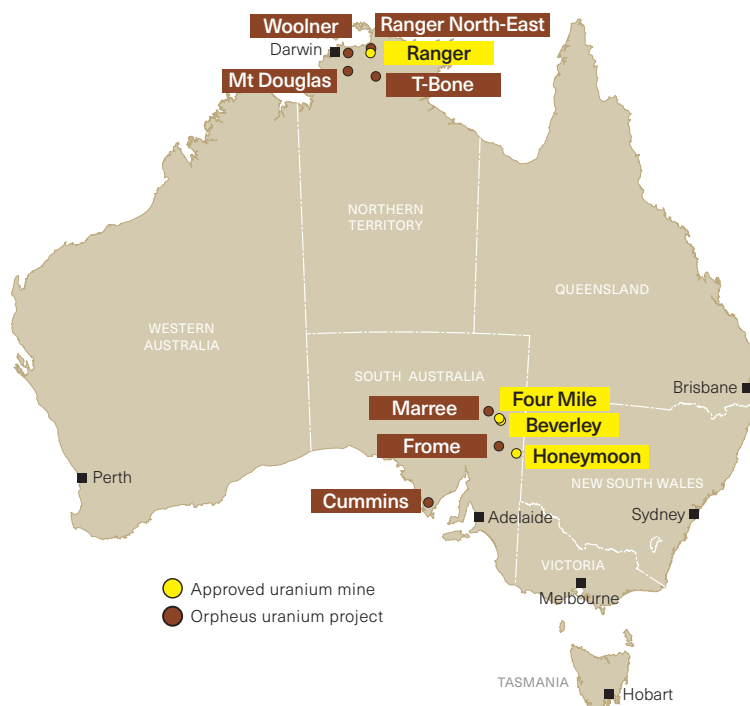 Woolner
Ranger North-East
Darwin
Ranger
Mt Douglas
T-Bone
NORTHERN
TERRITORY
QUEENSLAND
WESTERN
AUSTRALIA
SOUTH AUSTRALIA
Brisbane
Four Mile
Marree
Beverley
Frome
Honeymoon
Perth
NEW SOUTH WALES
Cummins
Adelaide
Sydney
VICTORIA
Approved uranium mine
Melbourne
Orpheus uranium project
TASMANIA
Hobart